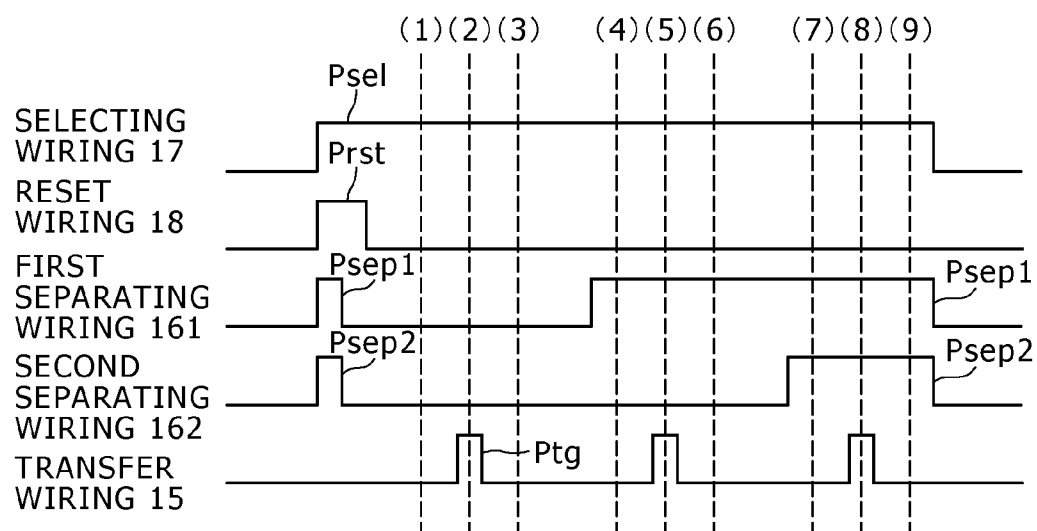 (1)(2)(3) (4)(5)(6) (7)(8)(9)
Psel
SELECTING
WIRING 17
Prst
RESET
WIRING 18
FIRST
SEPARATING
WIRING 161
Psep1
Psep1
SECOND
SEPARATING
WIRING 162
Psep2
Psep2
TRANSFER
WIRING 15
Ptg